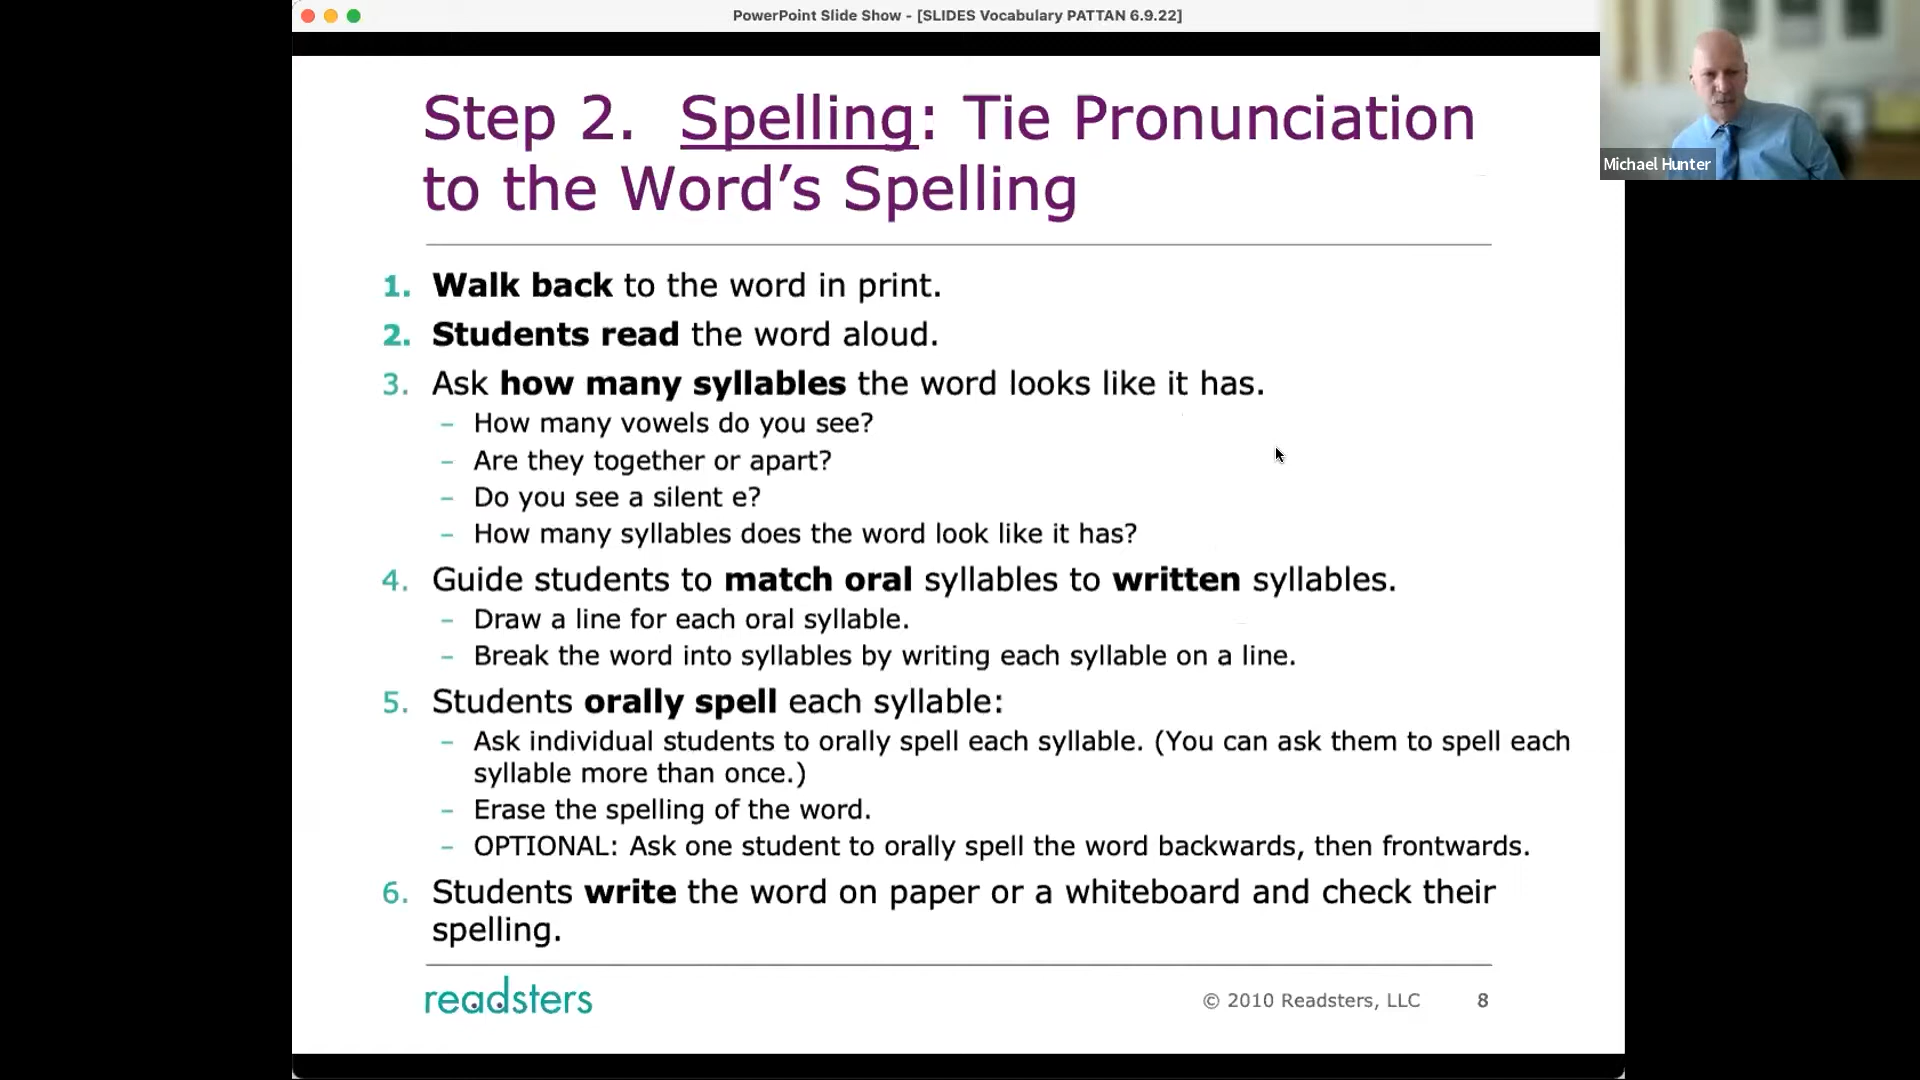 PowerPoint Slide Show - [SLIDES Vocabulary PATTAN 6.9.22]
Michael Hunter
Step 2. Spelling: Tie Pronunciation
to the Word's Spelling
1. Walk back to the word in print.
2. Students read the word aloud.
3. Ask how many syllables the word looks like it has.
– How many vowels do you see?
– Are they together or apart?
– Do you see a silent e?
– How many syllables does the word look like it has?
4. Guide students to match oral syllables to written syllables.
– Draw a line for each oral syllable.
– Break the word into syllables by writing each syllable on a line.
5. Students orally spell each syllable:
– Ask individual students to orally spell each syllable. (You can ask them to spell each
syllable more than once.)
– Erase the spelling of the word.
– OPTIONAL: Ask one student to orally spell the word backwards, then frontwards.
6. Students write the word on paper or a whiteboard and check their
spelling.
readsters
© 2010 Readsters, LLC
8